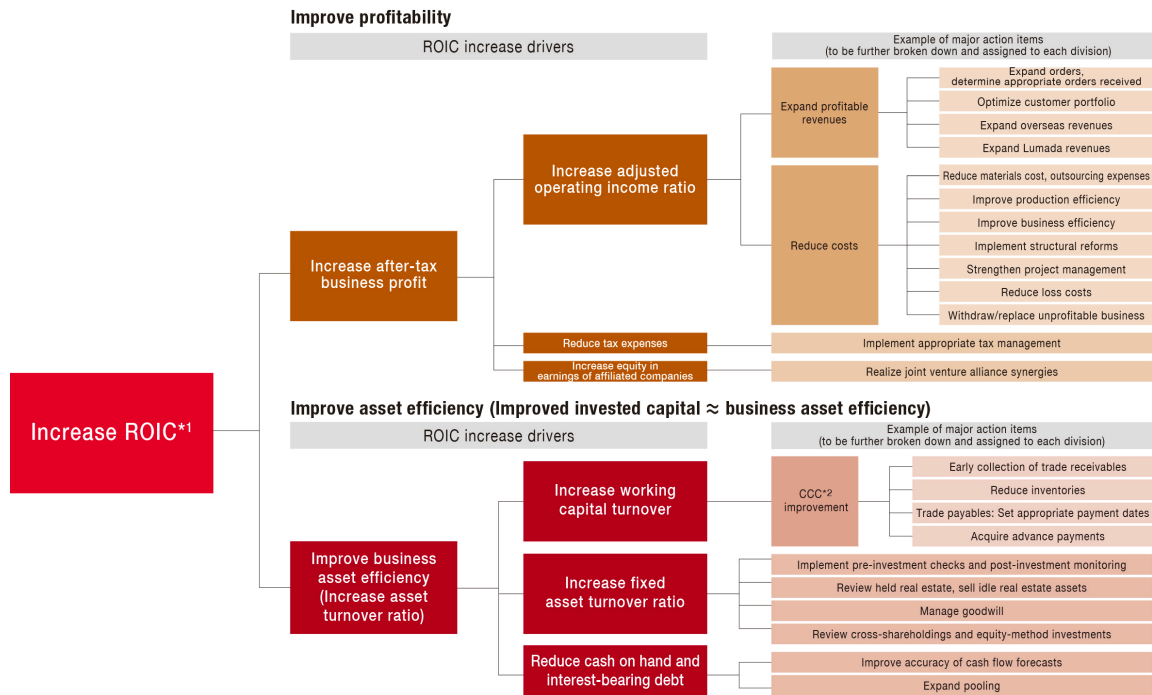 Improve profitability
ROIC increase drivers
Example of major action items
(to be further broken down and assigned to each division)
Increase ROIC*1
Increase after-tax
business profit
Increase adjusted
operating income ratio
Expand profitable
revenues
Expand orders,
determine appropriate orders received
Optimize customer portfolio
Expand overseas revenues
Expand Lumada revenues
Reduce costs
Reduce materials cost, outsourcing expenses
Improve production efficiency
Improve business efficiency
Implement structural reforms
Strengthen project management
Reduce loss costs
Withdraw/replace unprofitable business
Reduce tax expenses
Implement appropriate tax management
Increase equity in
earnings of affiliated companies
Realize joint venture alliance synergies
Improve asset efficiency (Improved invested capital ≈ business asset efficiency)
ROIC increase drivers
Example of major action items
(to be further broken down and assigned to each division)
Improve business
asset efficiency
(Increase asset
turnover ratio)
Increase working
capital turnover
CCC*2
improvement
Early collection of trade receivables
Reduce inventories
Trade payables: Set appropriate payment dates
Acquire advance payments
Increase fixed
asset turnover ratio
Implement pre-investment checks and post-investment monitoring
Review held real estate, sell idle real estate assets
Manage goodwill
Review cross-shareholdings and equity-method investments
Reduce cash on hand and
interest-bearing debt
Improve accuracy of cash flow forecasts
Expand pooling